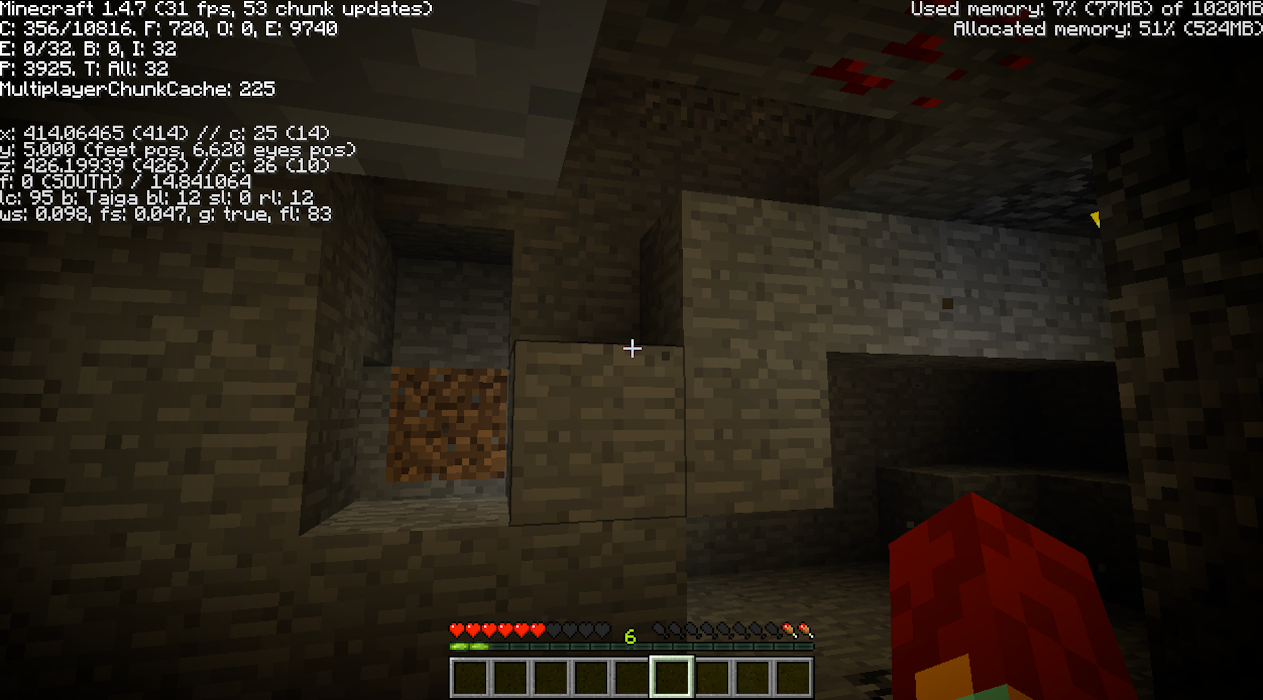 Minecraft 1.4.7 (31 fps, 53 chunk updates)
C: 356/10816. F: 720, O: 0, E: 9740
E: 0/32. B: 0, I: 32
P: 3925. T: All: 32
MultiplayerChunkCache: 225
x: 414.06465 (414) // c: 25 (14)
y: 5.000 (feet pos, 6.620 eyes pos)
z: 426.19939 (426) // c: 26 (10)
f: 0 (SOUTH) / 14.841064
lc: 95 b: Taiga bl: 12 sl: 0 rl: 12
ws: 0.098, fs: 0.047, g: true, fl: 83
Used memory: 7% (77MB) of 1020MB
Allocated memory: 51% (524MB)
6